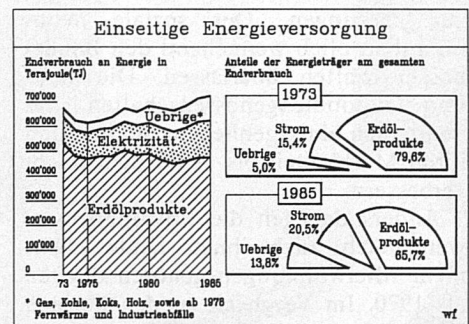 Einseitige Energieversorgung
Endverbrauch an Energie in
Terajoule(TJ)
700'000
600'000
500'000
400'000
300'000
200'000
100'000
0
Uebrige*
Elektrizität
Erdölprodukte
73 1975 1980 1985
* Gas, Kohle, Koks, Holz, sowie ab 1978
Fernwärme und Industrieabfälle
Anteile der Energieträger am gesamten
Endverbrauch
1973
Strom
15,4%
Uebrige
5,0%
Erdöl-
produkte
79,6%
1985
Strom
20,5%
Uebrige
13,8%
Erdöl-
produkte
65,7%
wf